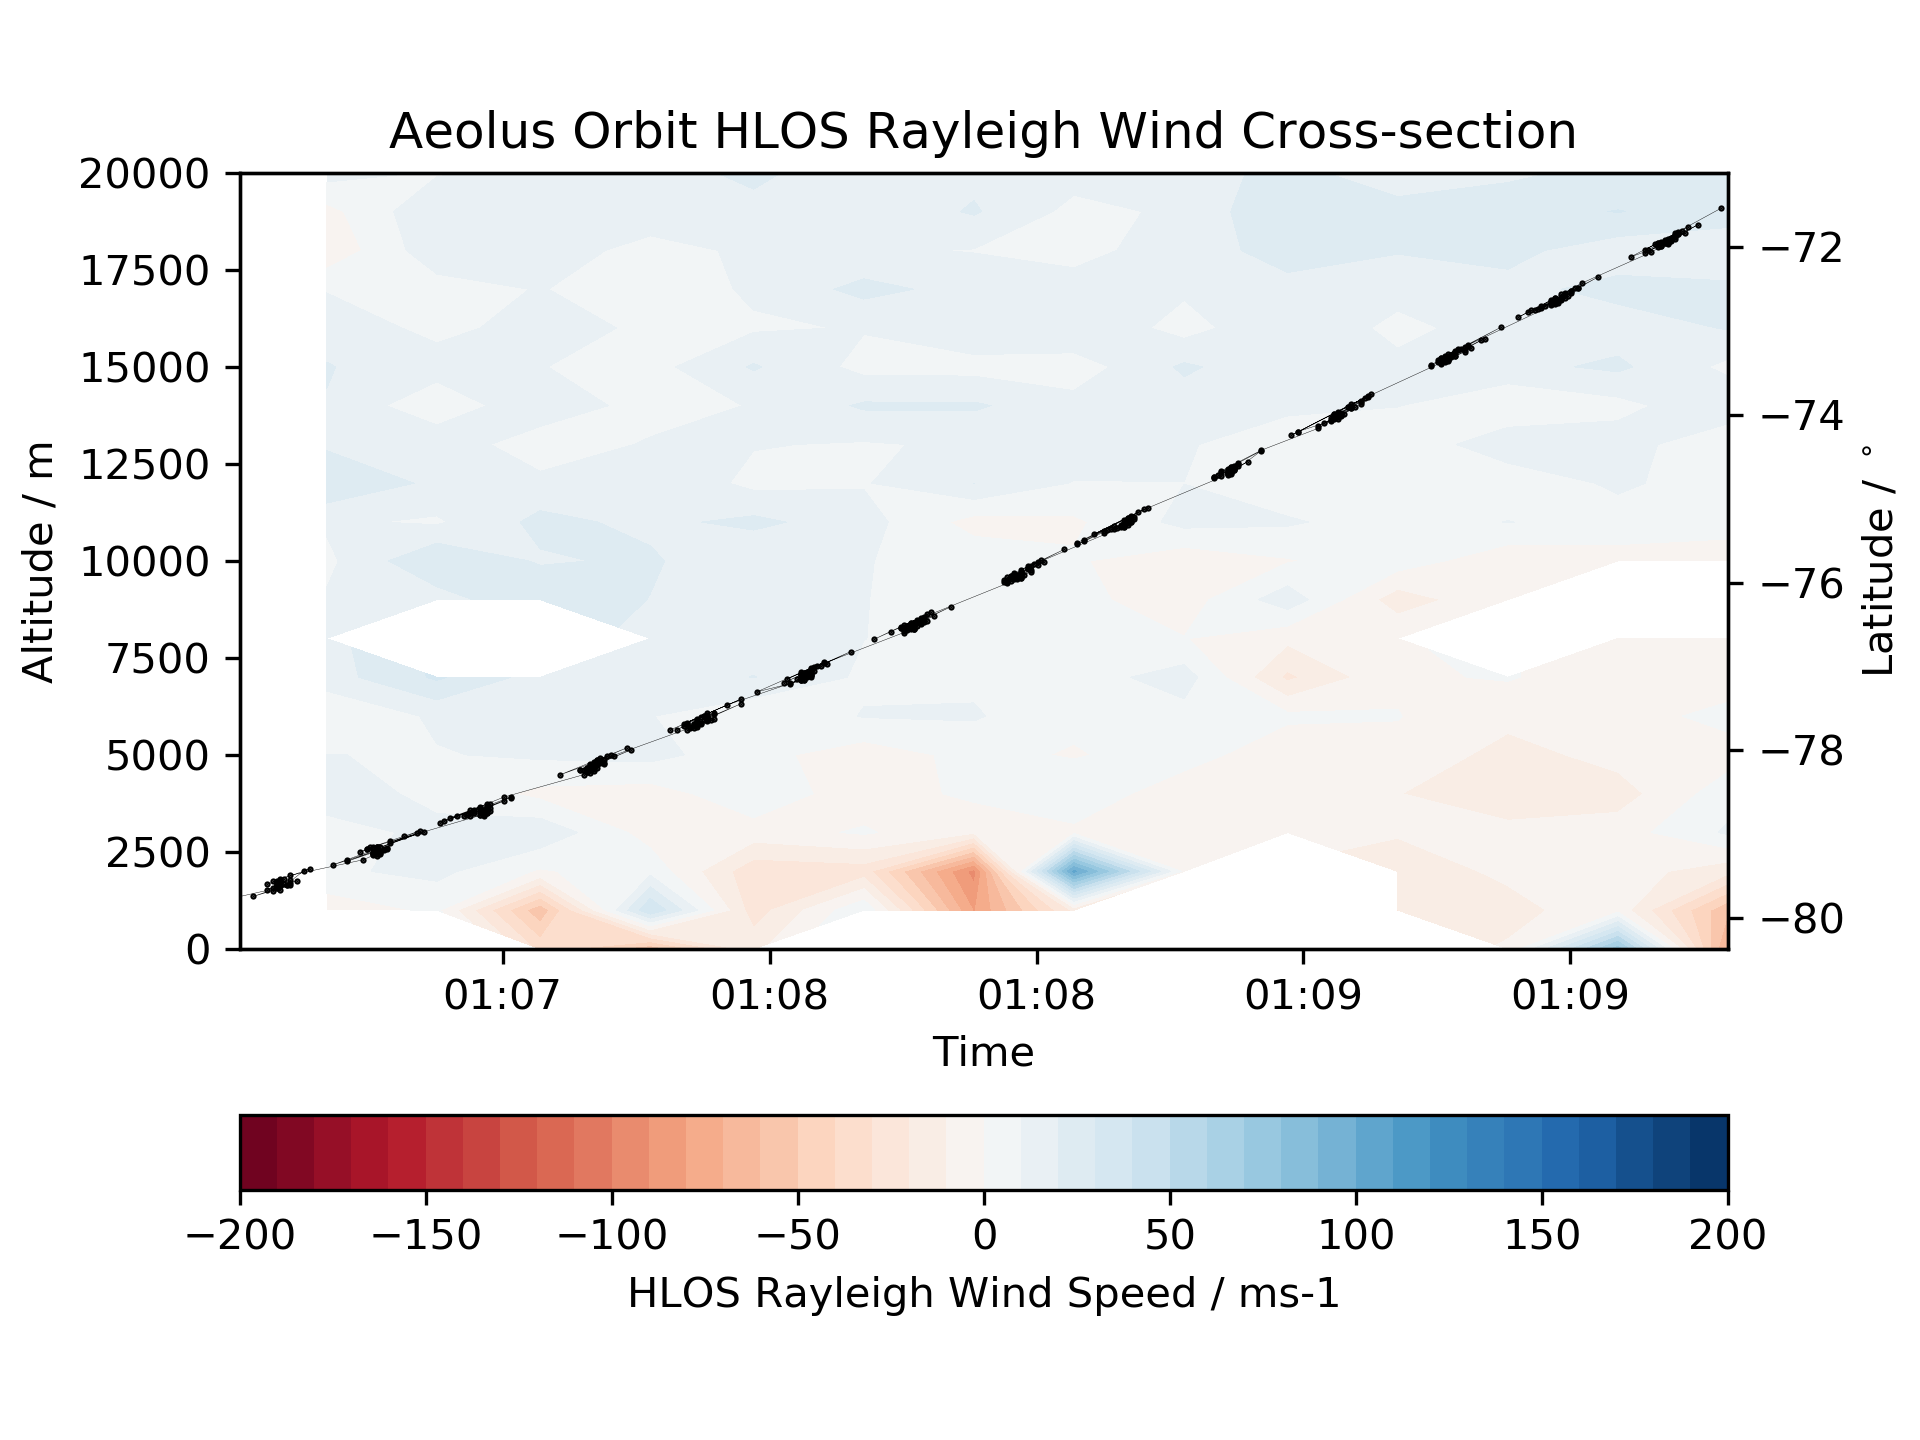 Aeolus Orbit HLOS Rayleigh Wind Cross-section
20000
17500
15000
12500
10000
7500
5000
2500
0
Altitude / m
−72
−74
−76
−78
−80
Latitude / °
01:07 01:08 01:08 01:09 01:09
Time
−200 −150 −100 −50 0 50 100 150 200
HLOS Rayleigh Wind Speed / ms-1